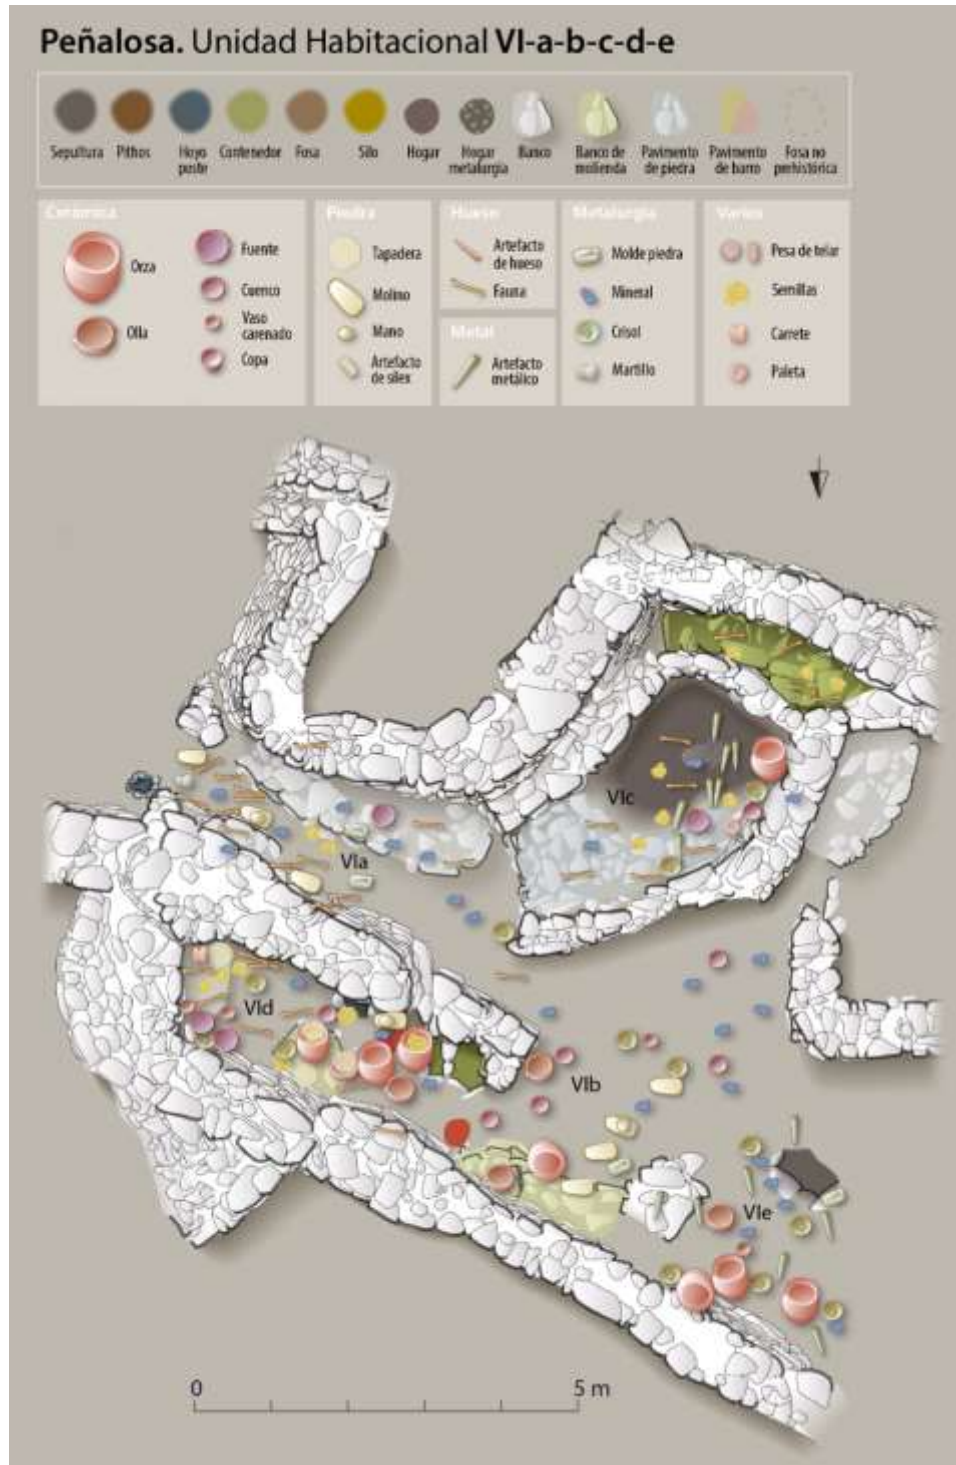 Peñalosa. Unidad Habitacional VI-a-b-c-d-e
Sepultura
Pithos
Hoyo
poste
Contenedor
Fosa
Silo
Hogar
Hogar
metalurgia
Banco
Banco de
molienda
Pavimento
de piedra
Pavimento
de barro
Fosa no
prehistórica
Cerámica
Orza
Olla
Fuente
Cuenco
Vaso
carenado
Copa
Piedra
Tapadera
Molino
Mano
Artefacto
de sílex
Hueso
Artefacto
de hueso
Fauna
Metal
Artefacto
metálico
Metalurgia
Molde piedra
Mineral
Crisol
Martillo
Varios
Pesa de telar
Semillas
Carrete
Paleta
VIc
VIa
VId
VIb
VIe
0
5 m